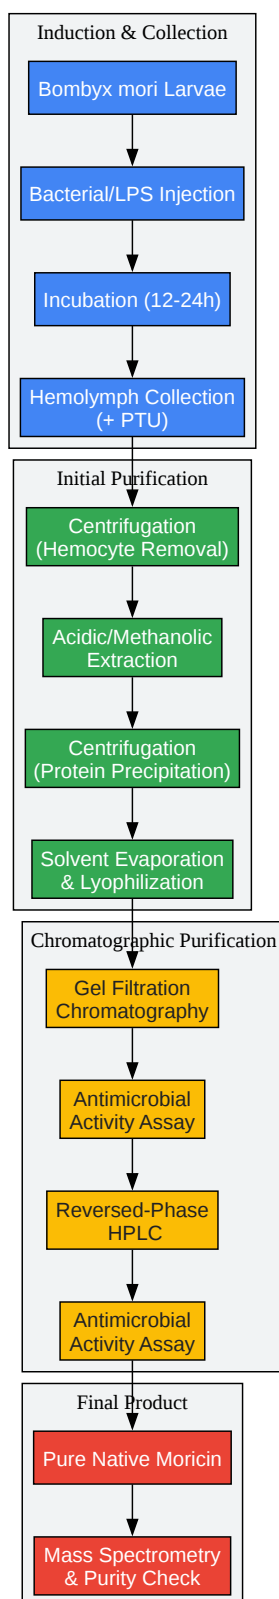 Induction & Collection
Bombyx mori Larvae
Bacterial/LPS Injection
Incubation (12-24h)
Hemolymph Collection
(+ PTU)
Initial Purification
Centrifugation
(Hemocyte Removal)
Acidic/Methanolic
Extraction
Centrifugation
(Protein Precipitation)
Solvent Evaporation
& Lyophilization
Chromatographic Purification
Gel Filtration
Chromatography
Antimicrobial
Activity Assay
Reversed-Phase
HPLC
Antimicrobial
Activity Assay
Final Product
Pure Native Moricin
Mass Spectrometry
& Purity Check